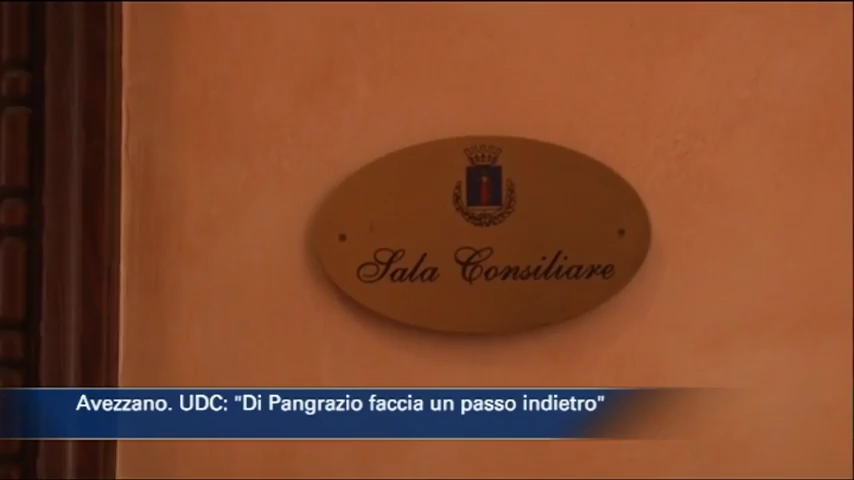 Sala Consiliare
Avezzano. UDC: "Di Pangrazio faccia un passo indietro"